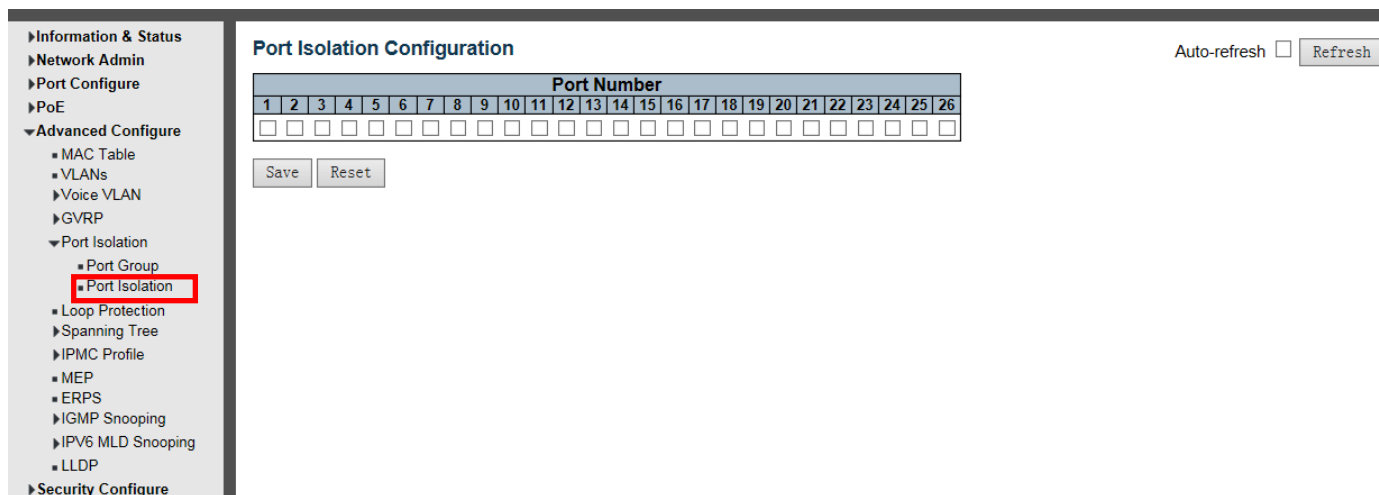 Information & Status
Network Admin
Port Configure
PoE
Advanced Configure
MAC Table
VLANs
Voice VLAN
GVRP
Port Isolation
Port Group
Port Isolation
Loop Protection
Spanning Tree
IPMC Profile
MEP
ERPS
IGMP Snooping
IPV6 MLD Snooping
LLDP
Security Configure
Port Isolation Configuration
Auto-refresh Refresh
Port Number
1 2 3 4 5 6 7 8 9 10 11 12 13 14 15 16 17 18 19 20 21 22 23 24 25 26
Save Reset